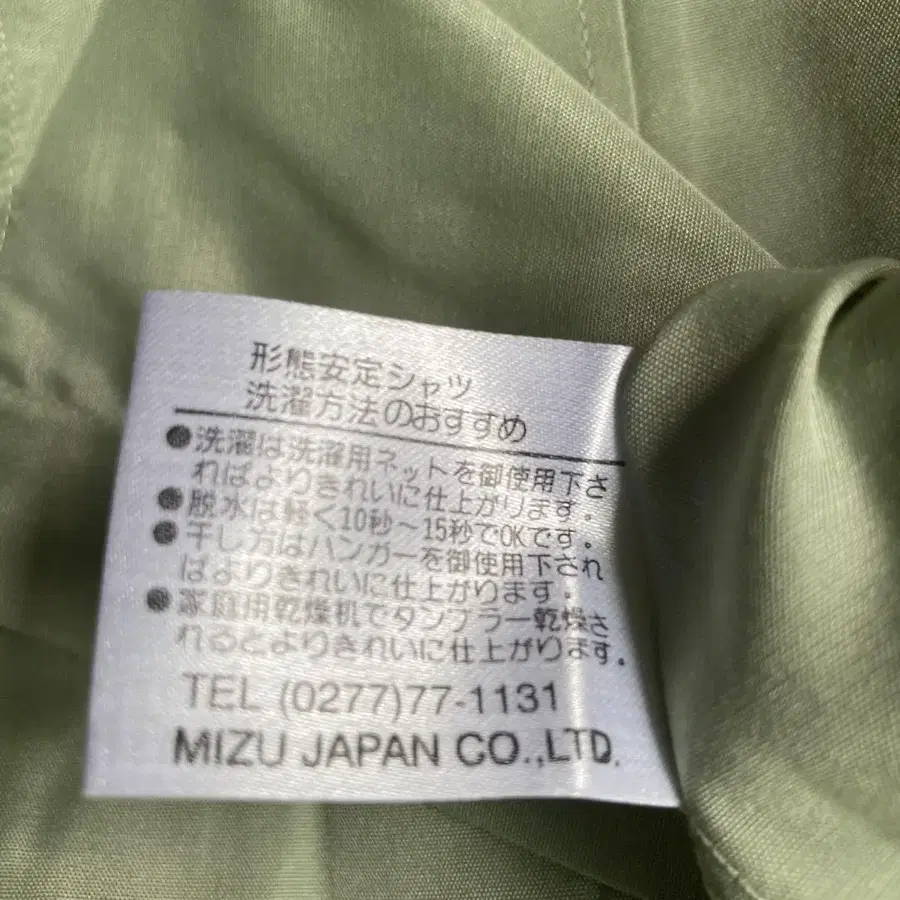 形態安定シャツ
洗濯方法のおすすめ
●洗濯は洗濯用ネットを御使用下さ
ればよりきれいに仕上がります.
●脱水は軽く10秒～15秒でOKです.
●干し方はハンガーを御使用下され
ばよりきれいに仕上がります.
●家庭用乾燥机でタンブラー乾燥さ
れるとよりきれいに仕上がります.
TEL (0277)77-1131
MIZU JAPAN CO.,LTD.